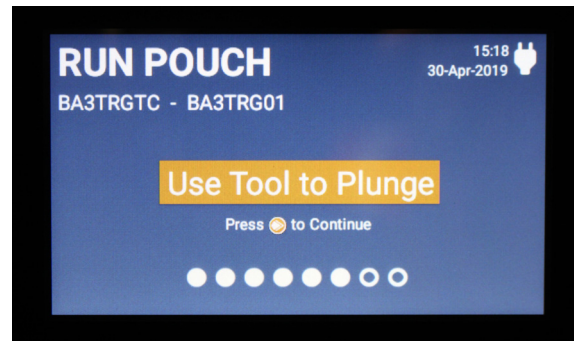 RUN POUCH
15:18
30-Apr-2019
BA3TRGTC - BA3TRG01
Use Tool to Plunge
Press to Continue